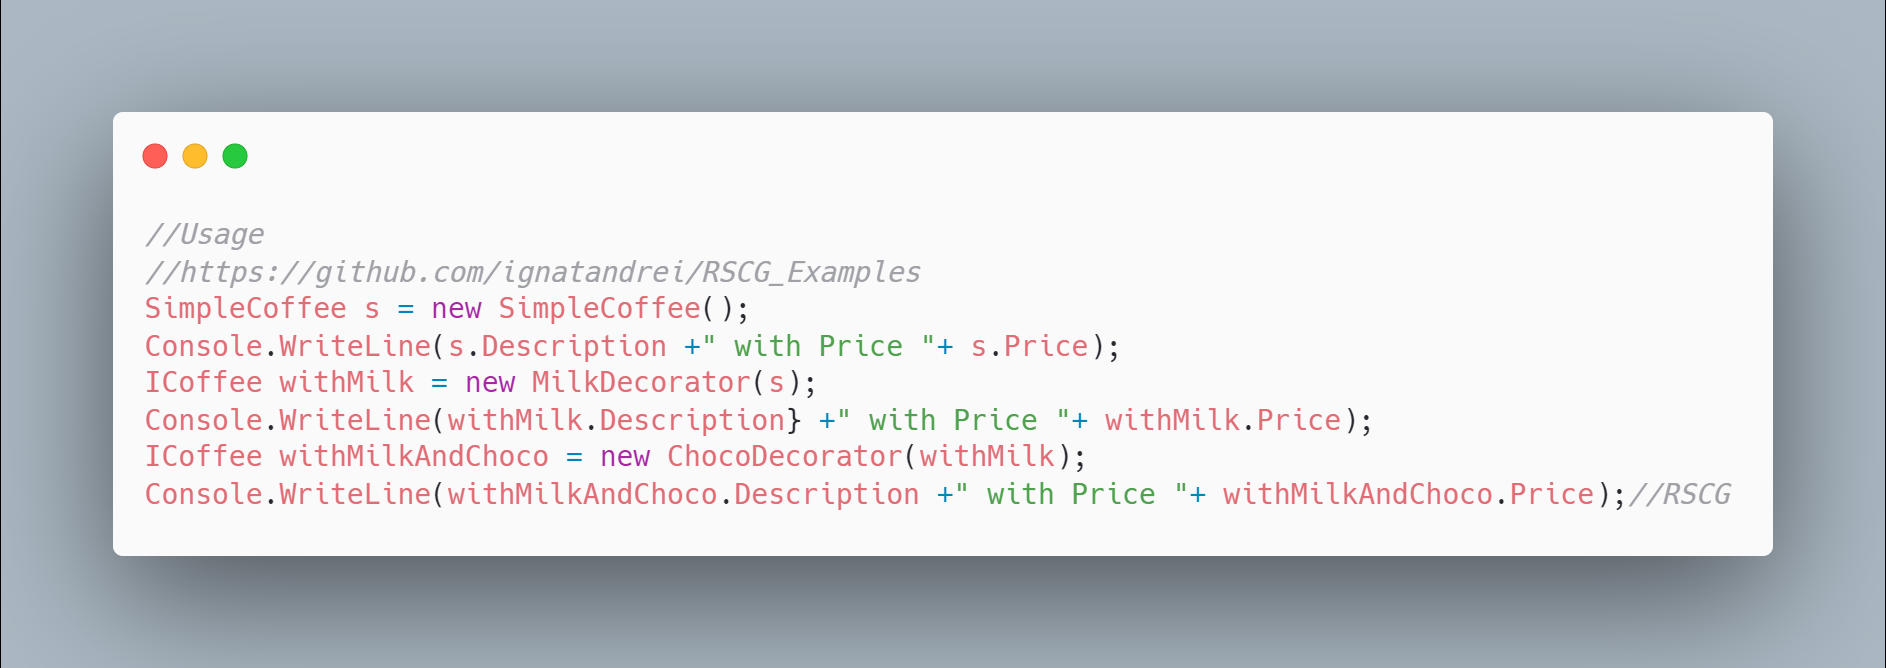 //Usage
//https://github.com/ignatandrei/RSCG_Examples
SimpleCoffee s = new SimpleCoffee();
Console.WriteLine(s.Description +" with Price "+ s.Price);
ICoffee withMilk = new MilkDecorator(s);
Console.WriteLine(withMilk.Description} +" with Price "+ withMilk.Price);
ICoffee withMilkAndChoco = new ChocoDecorator(withMilk);
Console.WriteLine(withMilkAndChoco.Description +" with Price "+ withMilkAndChoco.Price);//RSCG